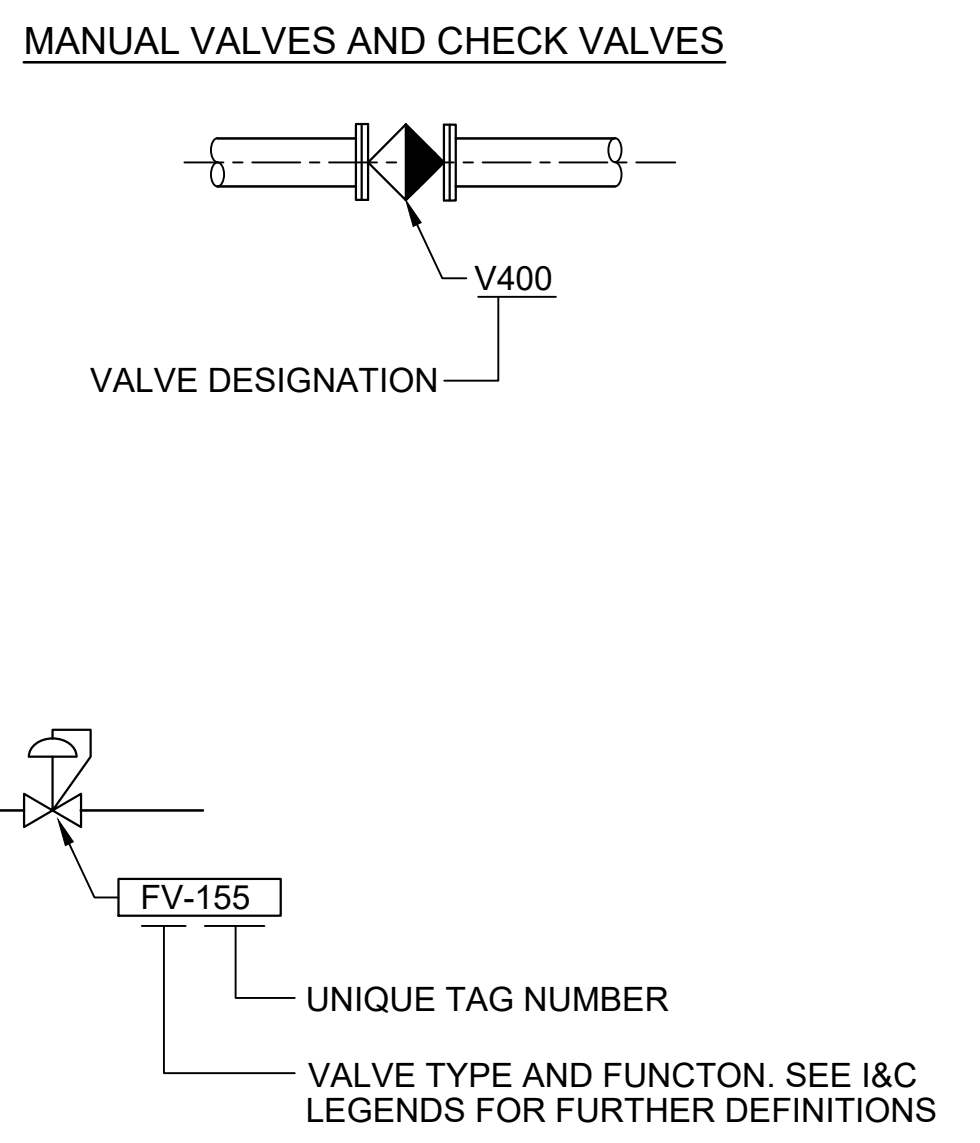 MANUAL VALVES AND CHECK VALVES
V400
VALVE DESIGNATION
FV-155
UNIQUE TAG NUMBER
VALVE TYPE AND FUNCTON. SEE I&C
LEGENDS FOR FURTHER DEFINITIONS